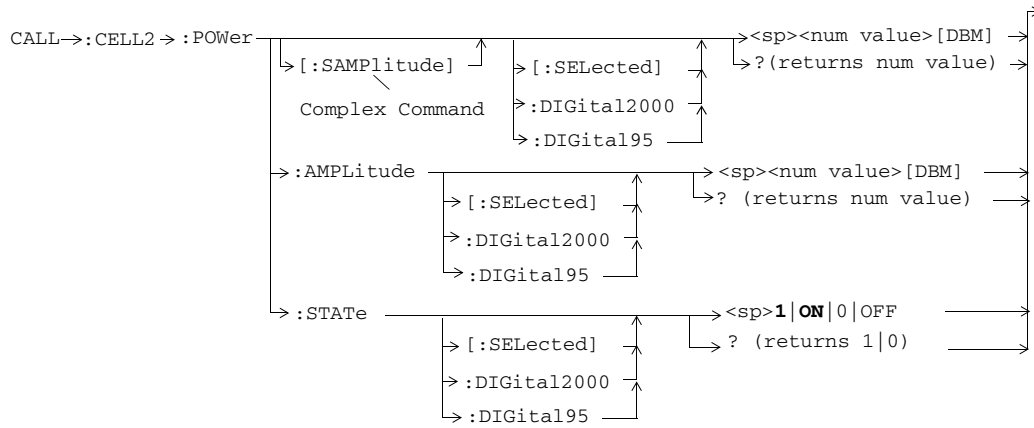 CALL :CELL2 :POWer <sp><num value>[DBM]
[:SAMPlitude] [:SELected] ?(returns num value)
Complex Command :DIGital2000
:DIGital95
:AMPLitude <sp><num value>[DBM]
[:SELected] ? (returns num value)
:DIGital2000
:DIGital95
:STATe <sp>1|ON|0|OFF
[:SELected] ? (returns 1|0)
:DIGital2000
:DIGital95